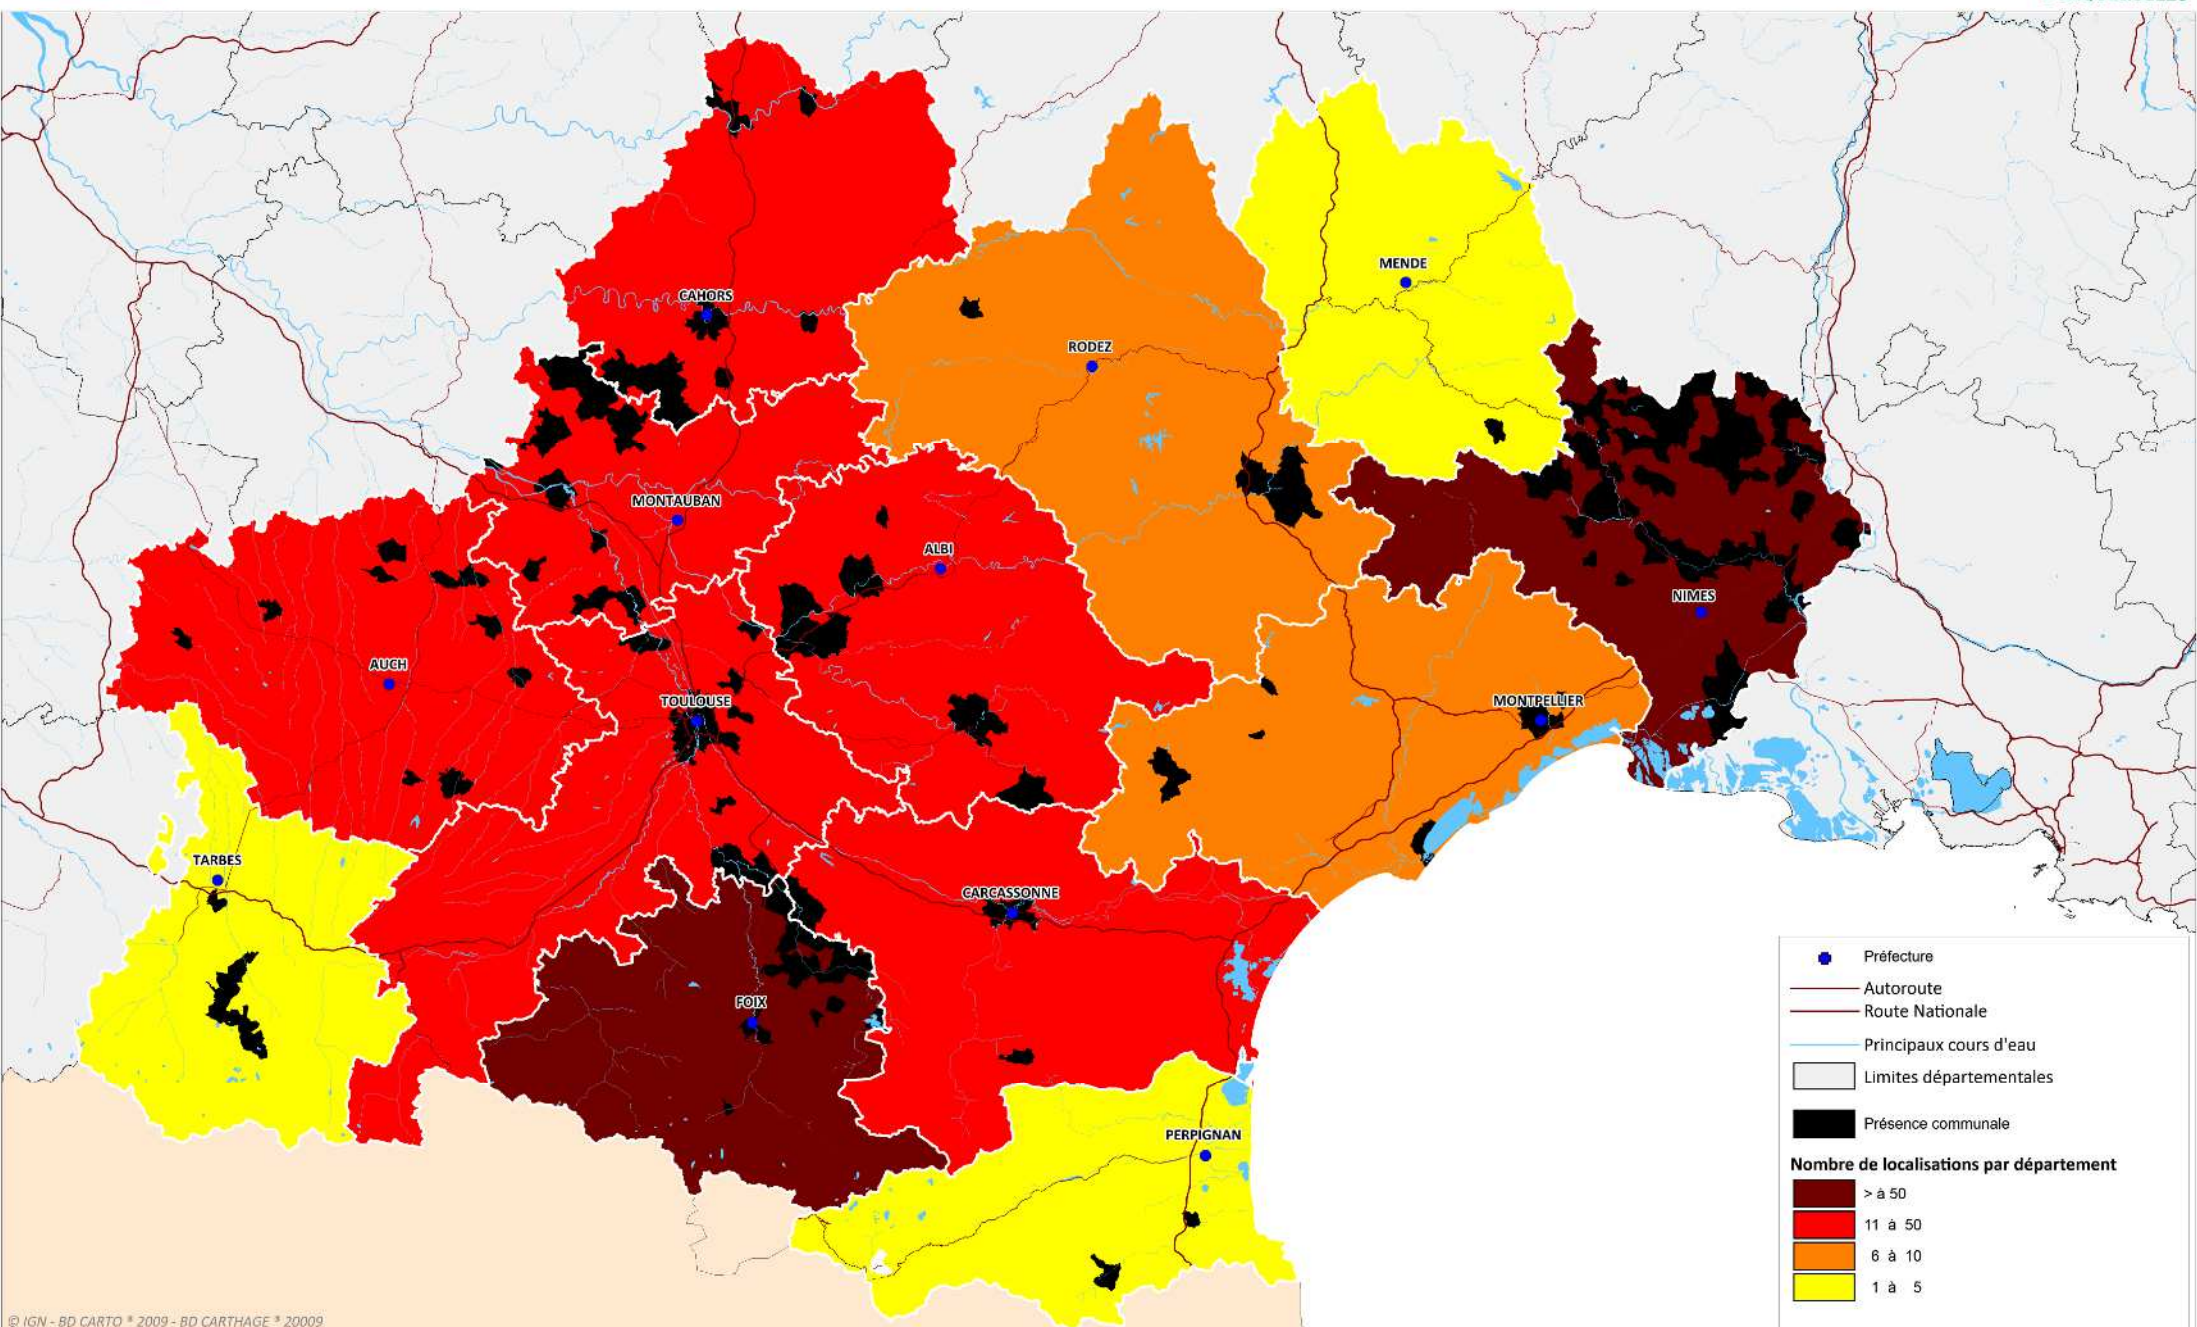 CAHORS
MENDE
RODEZ
MONTAUBAN
ALBI
NIMES
AUCH
TOULOUSE
MONTPELLIER
TARBES
CARCASSONNE
FOIX
PERPIGNAN
Préfecture
Autoroute
Route Nationale
Principaux cours d'eau
Limites départementales
Présence communale
Nombre de localisations par département
> à 50
11 à 50
6 à 10
1 à 5
© IGN - BD CARTO ® 2009 - BD CARTHAGE ® 20009